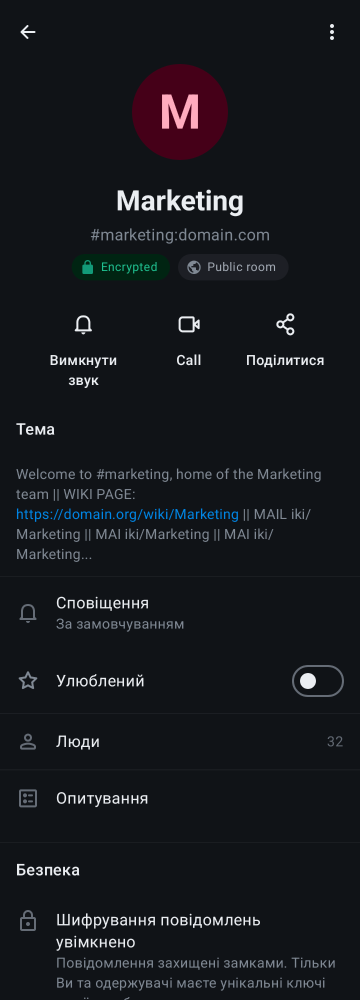 M
Marketing
#marketing:domain.com
Encrypted
Public room
Вимкнути
звук
Call
Поділитися
Тема
Welcome to #marketing, home of the Marketing
team || WIKI PAGE:
https://domain.org/wiki/Marketing || MAIL iki/
Marketing || MAI iki/Marketing || MAI iki/
Marketing...
Сповіщення
За замовчуванням
Улюблений
Люди
32
Опитування
Безпека
Шифрування повідомлень
увімкнено
Повідомлення захищені замками. Тільки
Ви та одержувачі маєте унікальні ключі